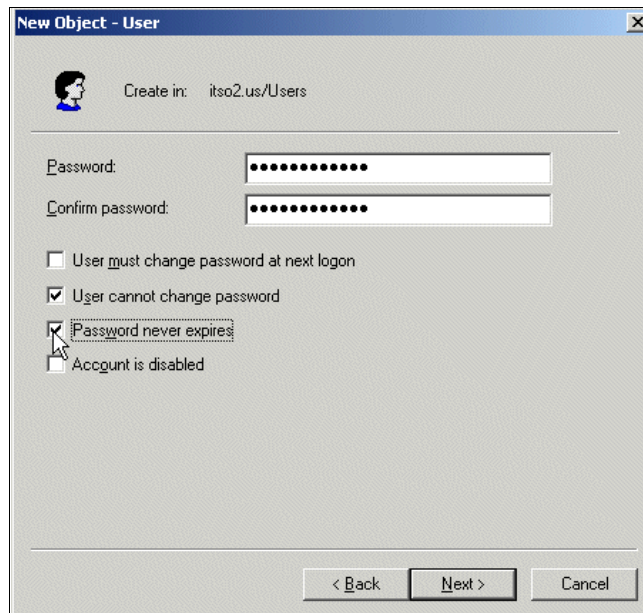 New Object - User
Create in: itso2.us/Users
Password: ●●●●●●●●●●●●
Confirm password: ●●●●●●●●●●●●
User must change password at next logon
User cannot change password
Password never expires
Account is disabled
< Back Next > Cancel